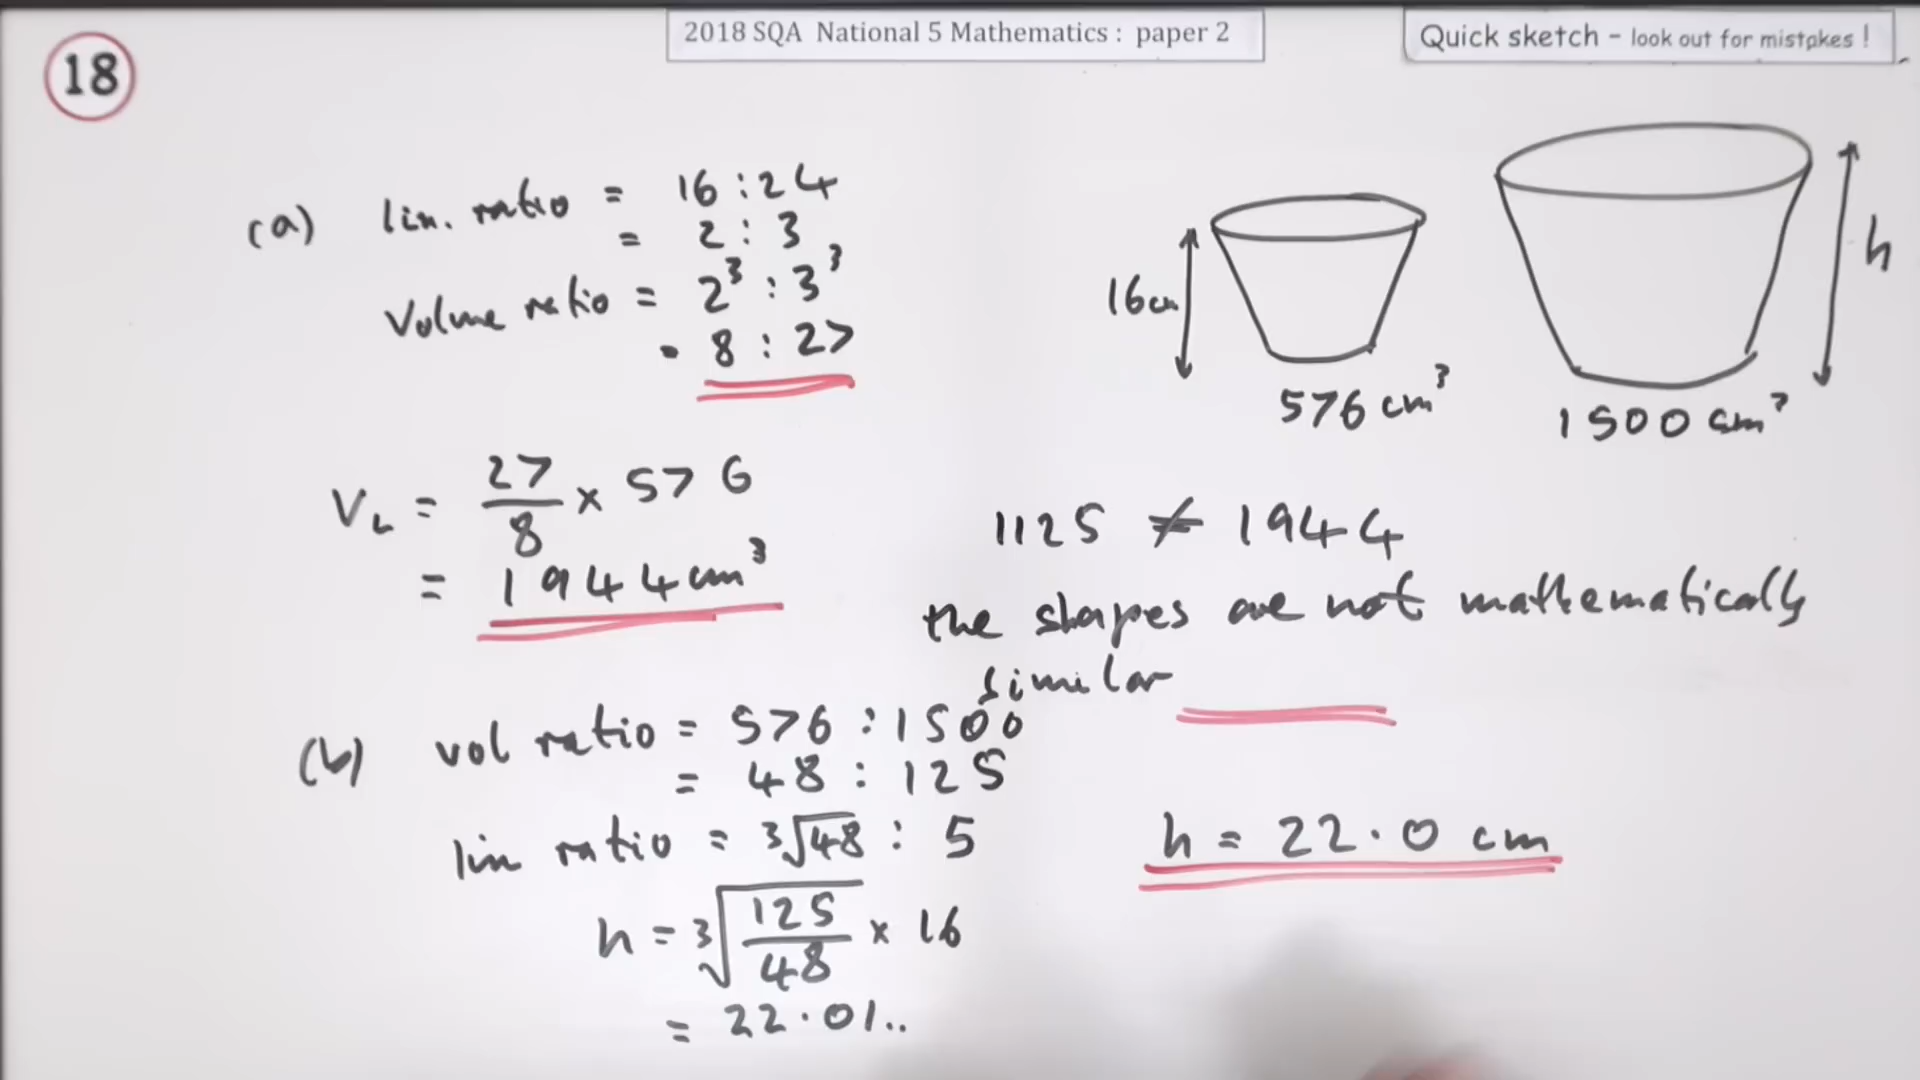 2018 SQA National 5 Mathematics : paper 2
Quick sketch – look out for mistakes !
18
(a) lin. ratio = 16 : 24
= 2 : 3
Volume ratio = 2³ : 3³
= 8 : 27
16cm
h
576 cm³
1500 cm³
V_L = 27/8 × 576
= 1944 cm³
1125 ≠ 1944
the shapes are not mathematically
similar
(b) vol ratio = 576 : 1500
= 48 : 125
lin ratio = ³√48 : 5
h = ³√(125/48) × 16
= 22.01..
h = 22.0 cm